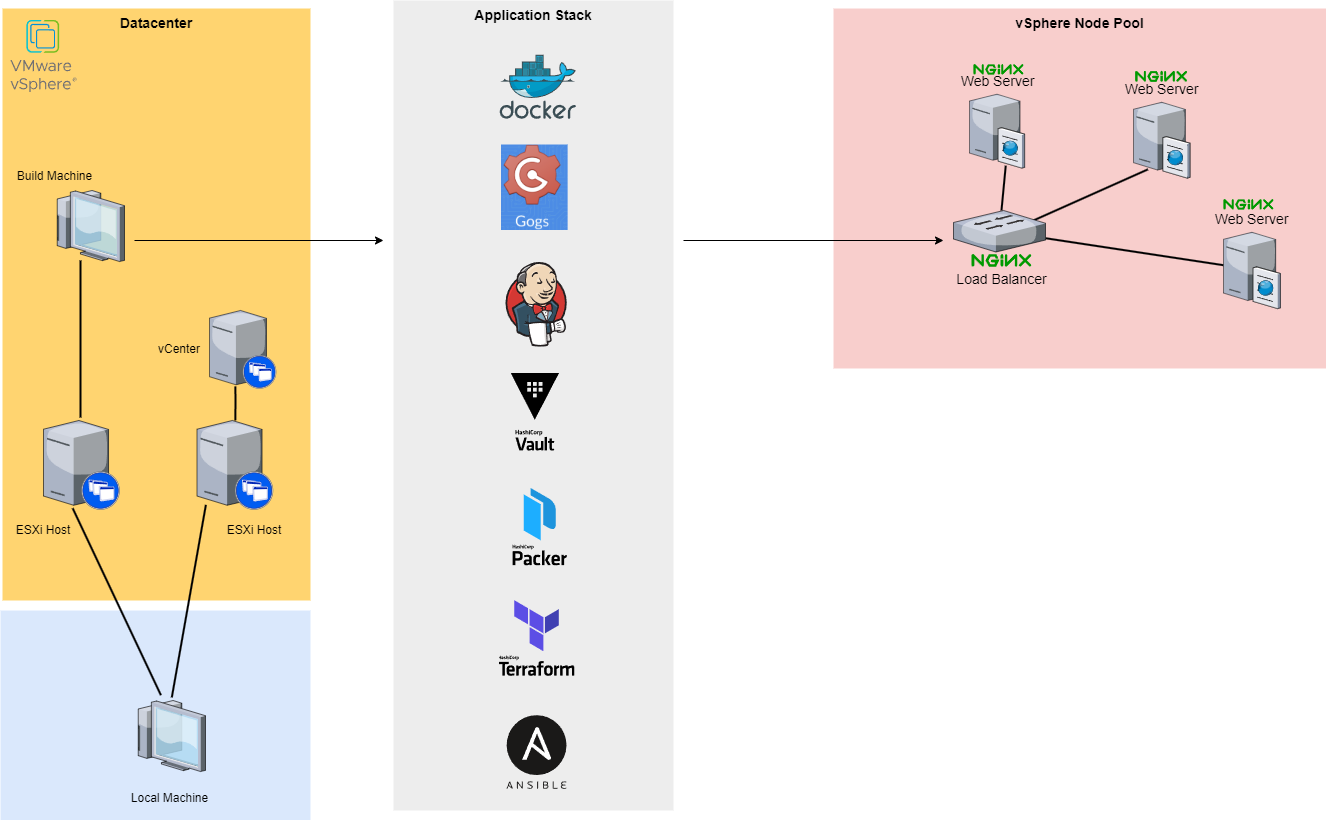 Datacenter
VMware
vSphere®
Build Machine
vCenter
ESXi Host
ESXi Host
Local Machine
Application Stack
docker
Gogs
HashiCorp
Vault
HashiCorp
Packer
HashiCorp
Terraform
ANSIBLE
vSphere Node Pool
NGINX
Web Server
NGINX
Web Server
NGINX
Web Server
NGINX
Load Balancer